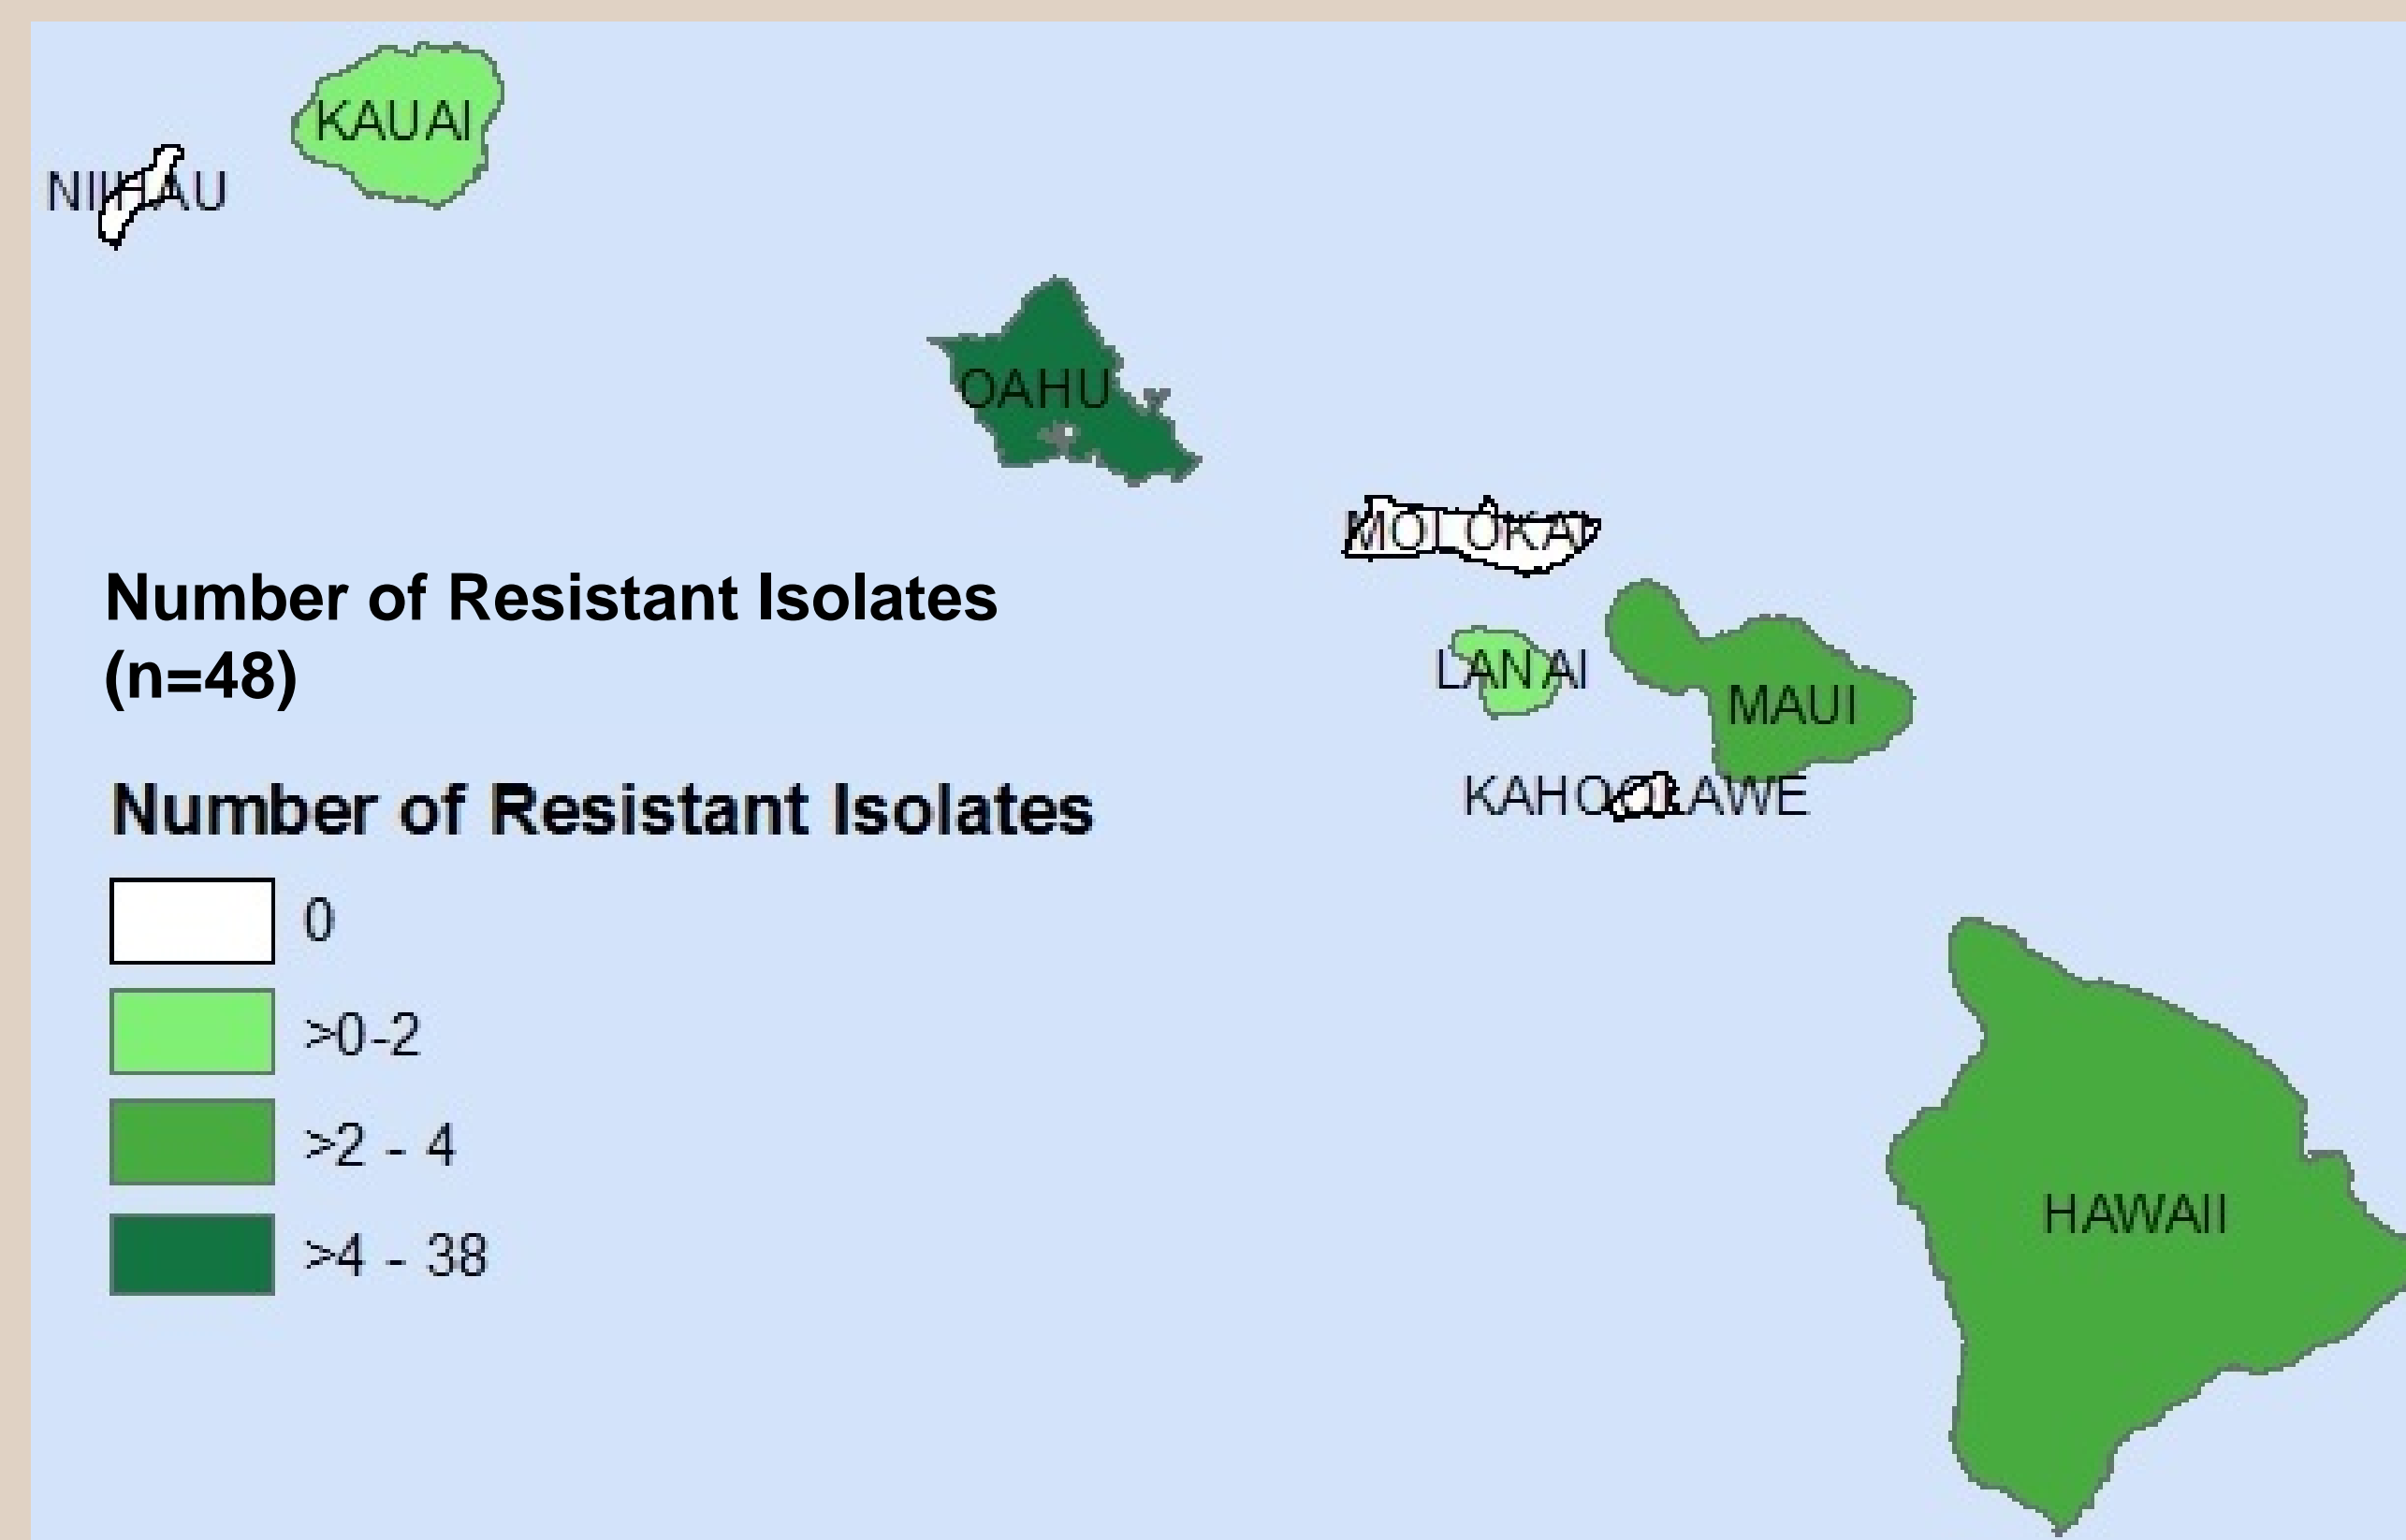 KAUAI
NIIHAU
OAHU
MOLOKAI
Number of Resistant Isolates
(n=48)
LANAI
MAUI
KAHOOLAWE
Number of Resistant Isolates
0
>0-2
>2 - 4
HAWAII
>4 - 38